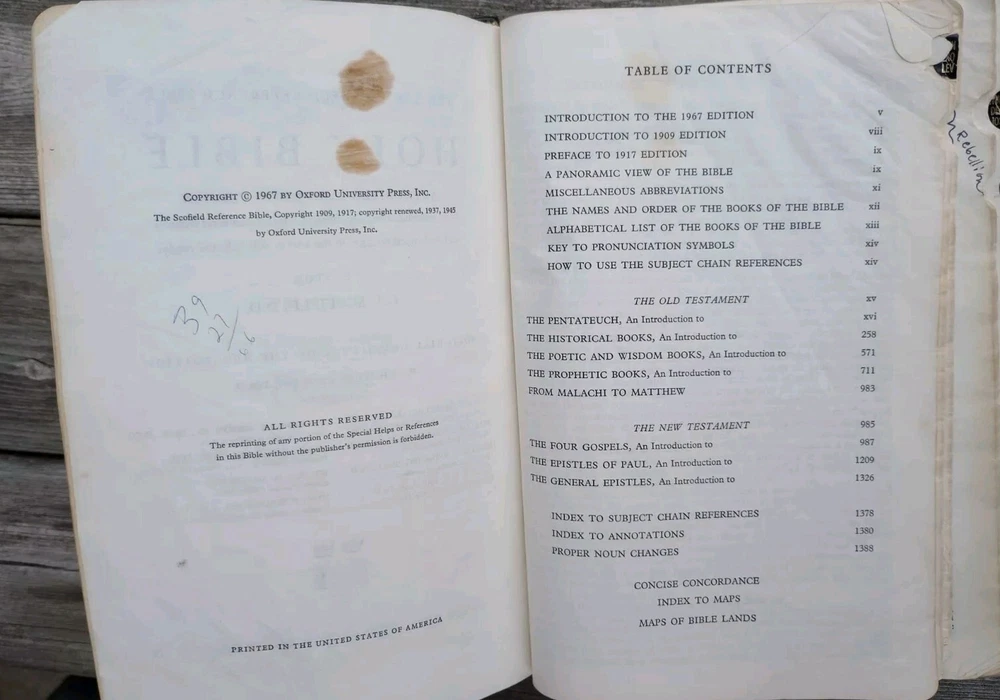 COPYRIGHT © 1967 BY OXFORD UNIVERSITY PRESS, INC.
The Scofield Reference Bible, Copyright 1909, 1917; copyright renewed, 1937, 1945
by Oxford University Press, Inc.
39
27/
ALL RIGHTS RESERVED
The reprinting of any portion of the Special Helps or References
in this Bible without the publisher's permission is forbidden.
PRINTED IN THE UNITED STATES OF AMERICA
TABLE OF CONTENTS
INTRODUCTION TO THE 1967 EDITION v
INTRODUCTION TO 1909 EDITION viii
PREFACE TO 1917 EDITION ix
A PANORAMIC VIEW OF THE BIBLE ix
MISCELLANEOUS ABBREVIATIONS xi
THE NAMES AND ORDER OF THE BOOKS OF THE BIBLE xii
ALPHABETICAL LIST OF THE BOOKS OF THE BIBLE xiii
KEY TO PRONUNCIATION SYMBOLS xiv
HOW TO USE THE SUBJECT CHAIN REFERENCES xiv
THE OLD TESTAMENT xv
THE PENTATEUCH, An Introduction to xvi
THE HISTORICAL BOOKS, An Introduction to 258
THE POETIC AND WISDOM BOOKS, An Introduction to 571
THE PROPHETIC BOOKS, An Introduction to 711
FROM MALACHI TO MATTHEW 983
THE NEW TESTAMENT 985
THE FOUR GOSPELS, An Introduction to 987
THE EPISTLES OF PAUL, An Introduction to 1209
THE GENERAL EPISTLES, An Introduction to 1326
INDEX TO SUBJECT CHAIN REFERENCES 1378
INDEX TO ANNOTATIONS 1380
PROPER NOUN CHANGES 1388
CONCISE CONCORDANCE
INDEX TO MAPS
MAPS OF BIBLE LANDS
LEV
Rebellion